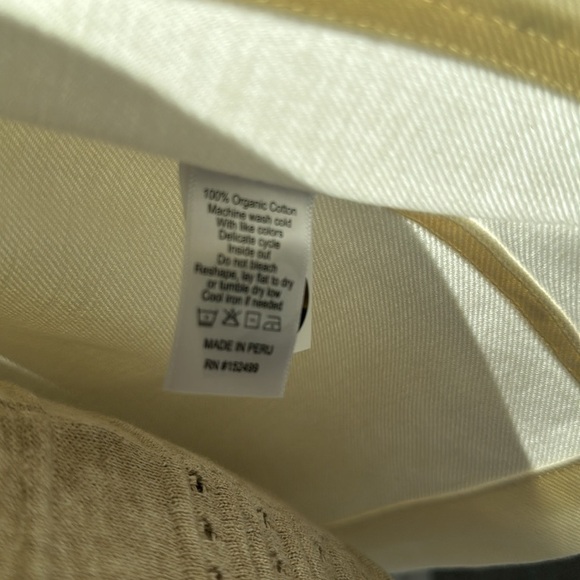 100% Organic Cotton
Machine wash cold
With like colors
Delicate cycle
Inside out
Do not bleach
Reshape, lay flat to dry
or tumble dry low
Cool iron if needed
MADE IN PERU
RN #152499